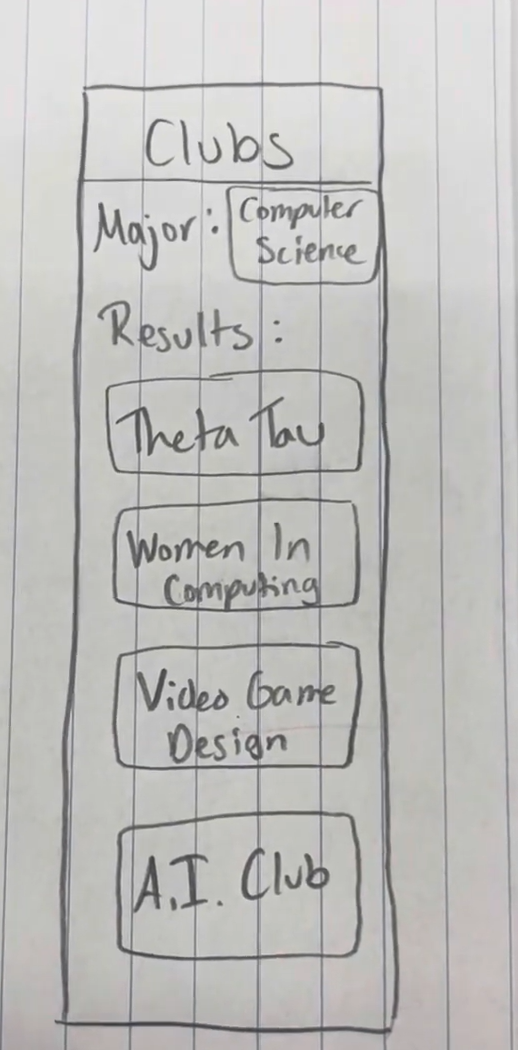 Clubs
Major: Computer
Science
Results:
Theta Tau
Women In
Computing
Video Game
Design
A.I. Club